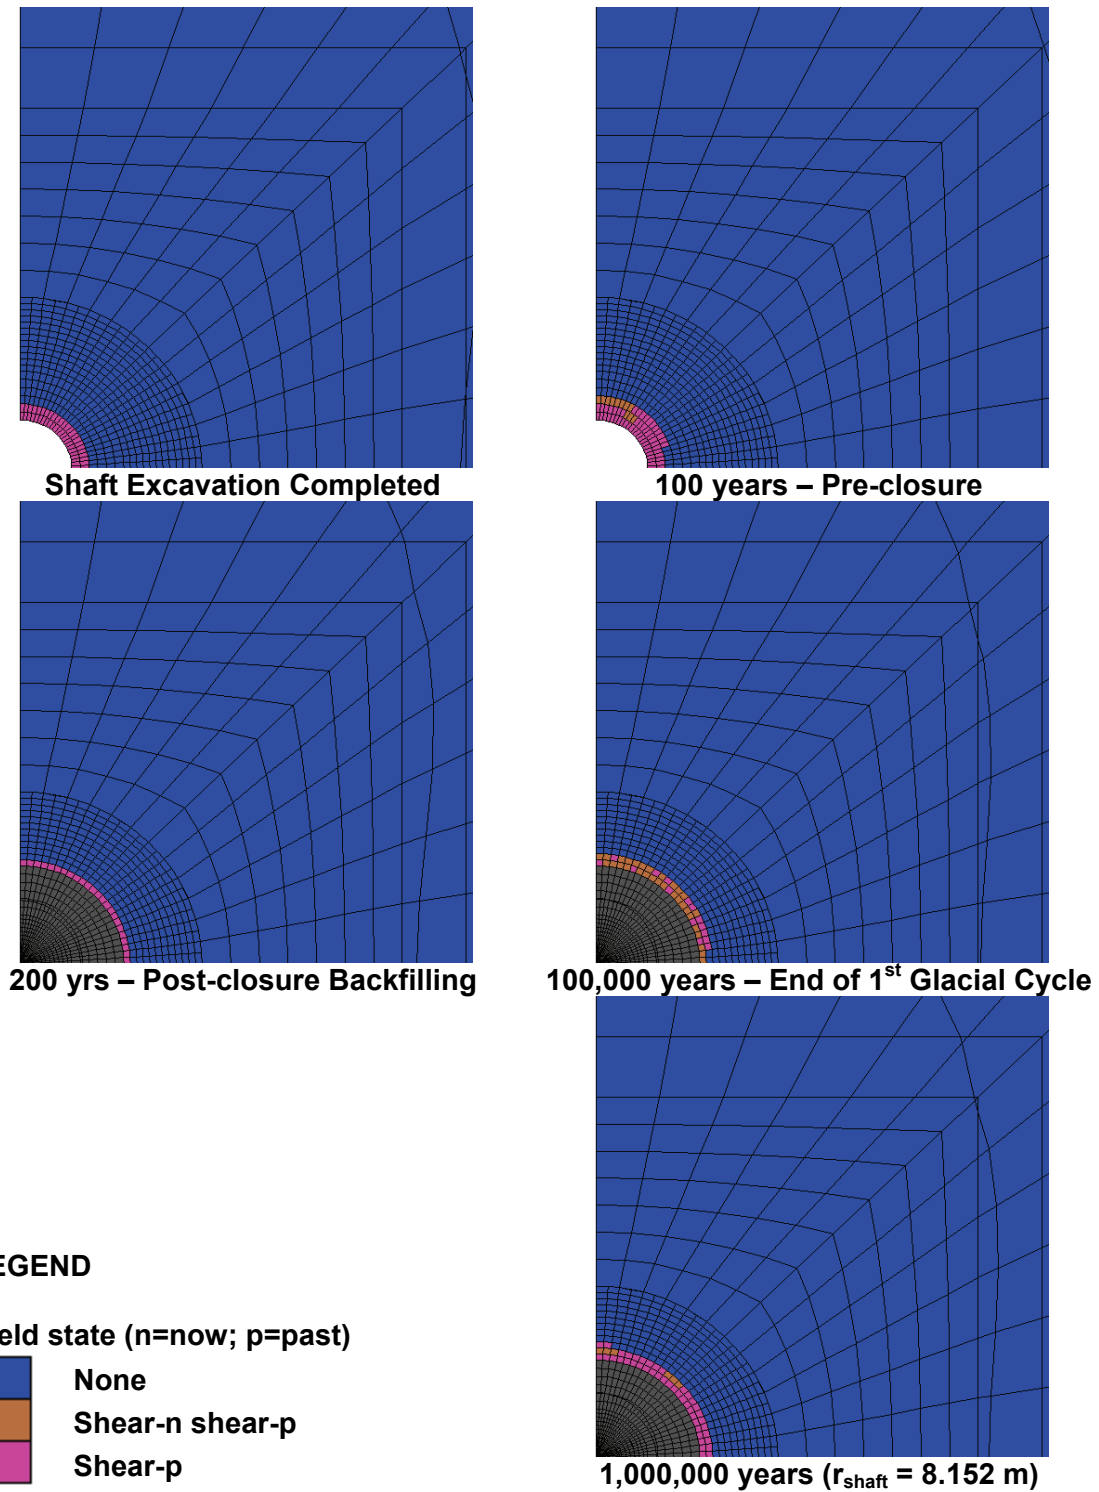 Shaft Excavation Completed
100 years – Pre-closure
200 yrs – Post-closure Backfilling
100,000 years – End of 1st Glacial Cycle
EGEND
eld state (n=now; p=past)
None
Shear-n shear-p
Shear-p
1,000,000 years (rshaft = 8.152 m)